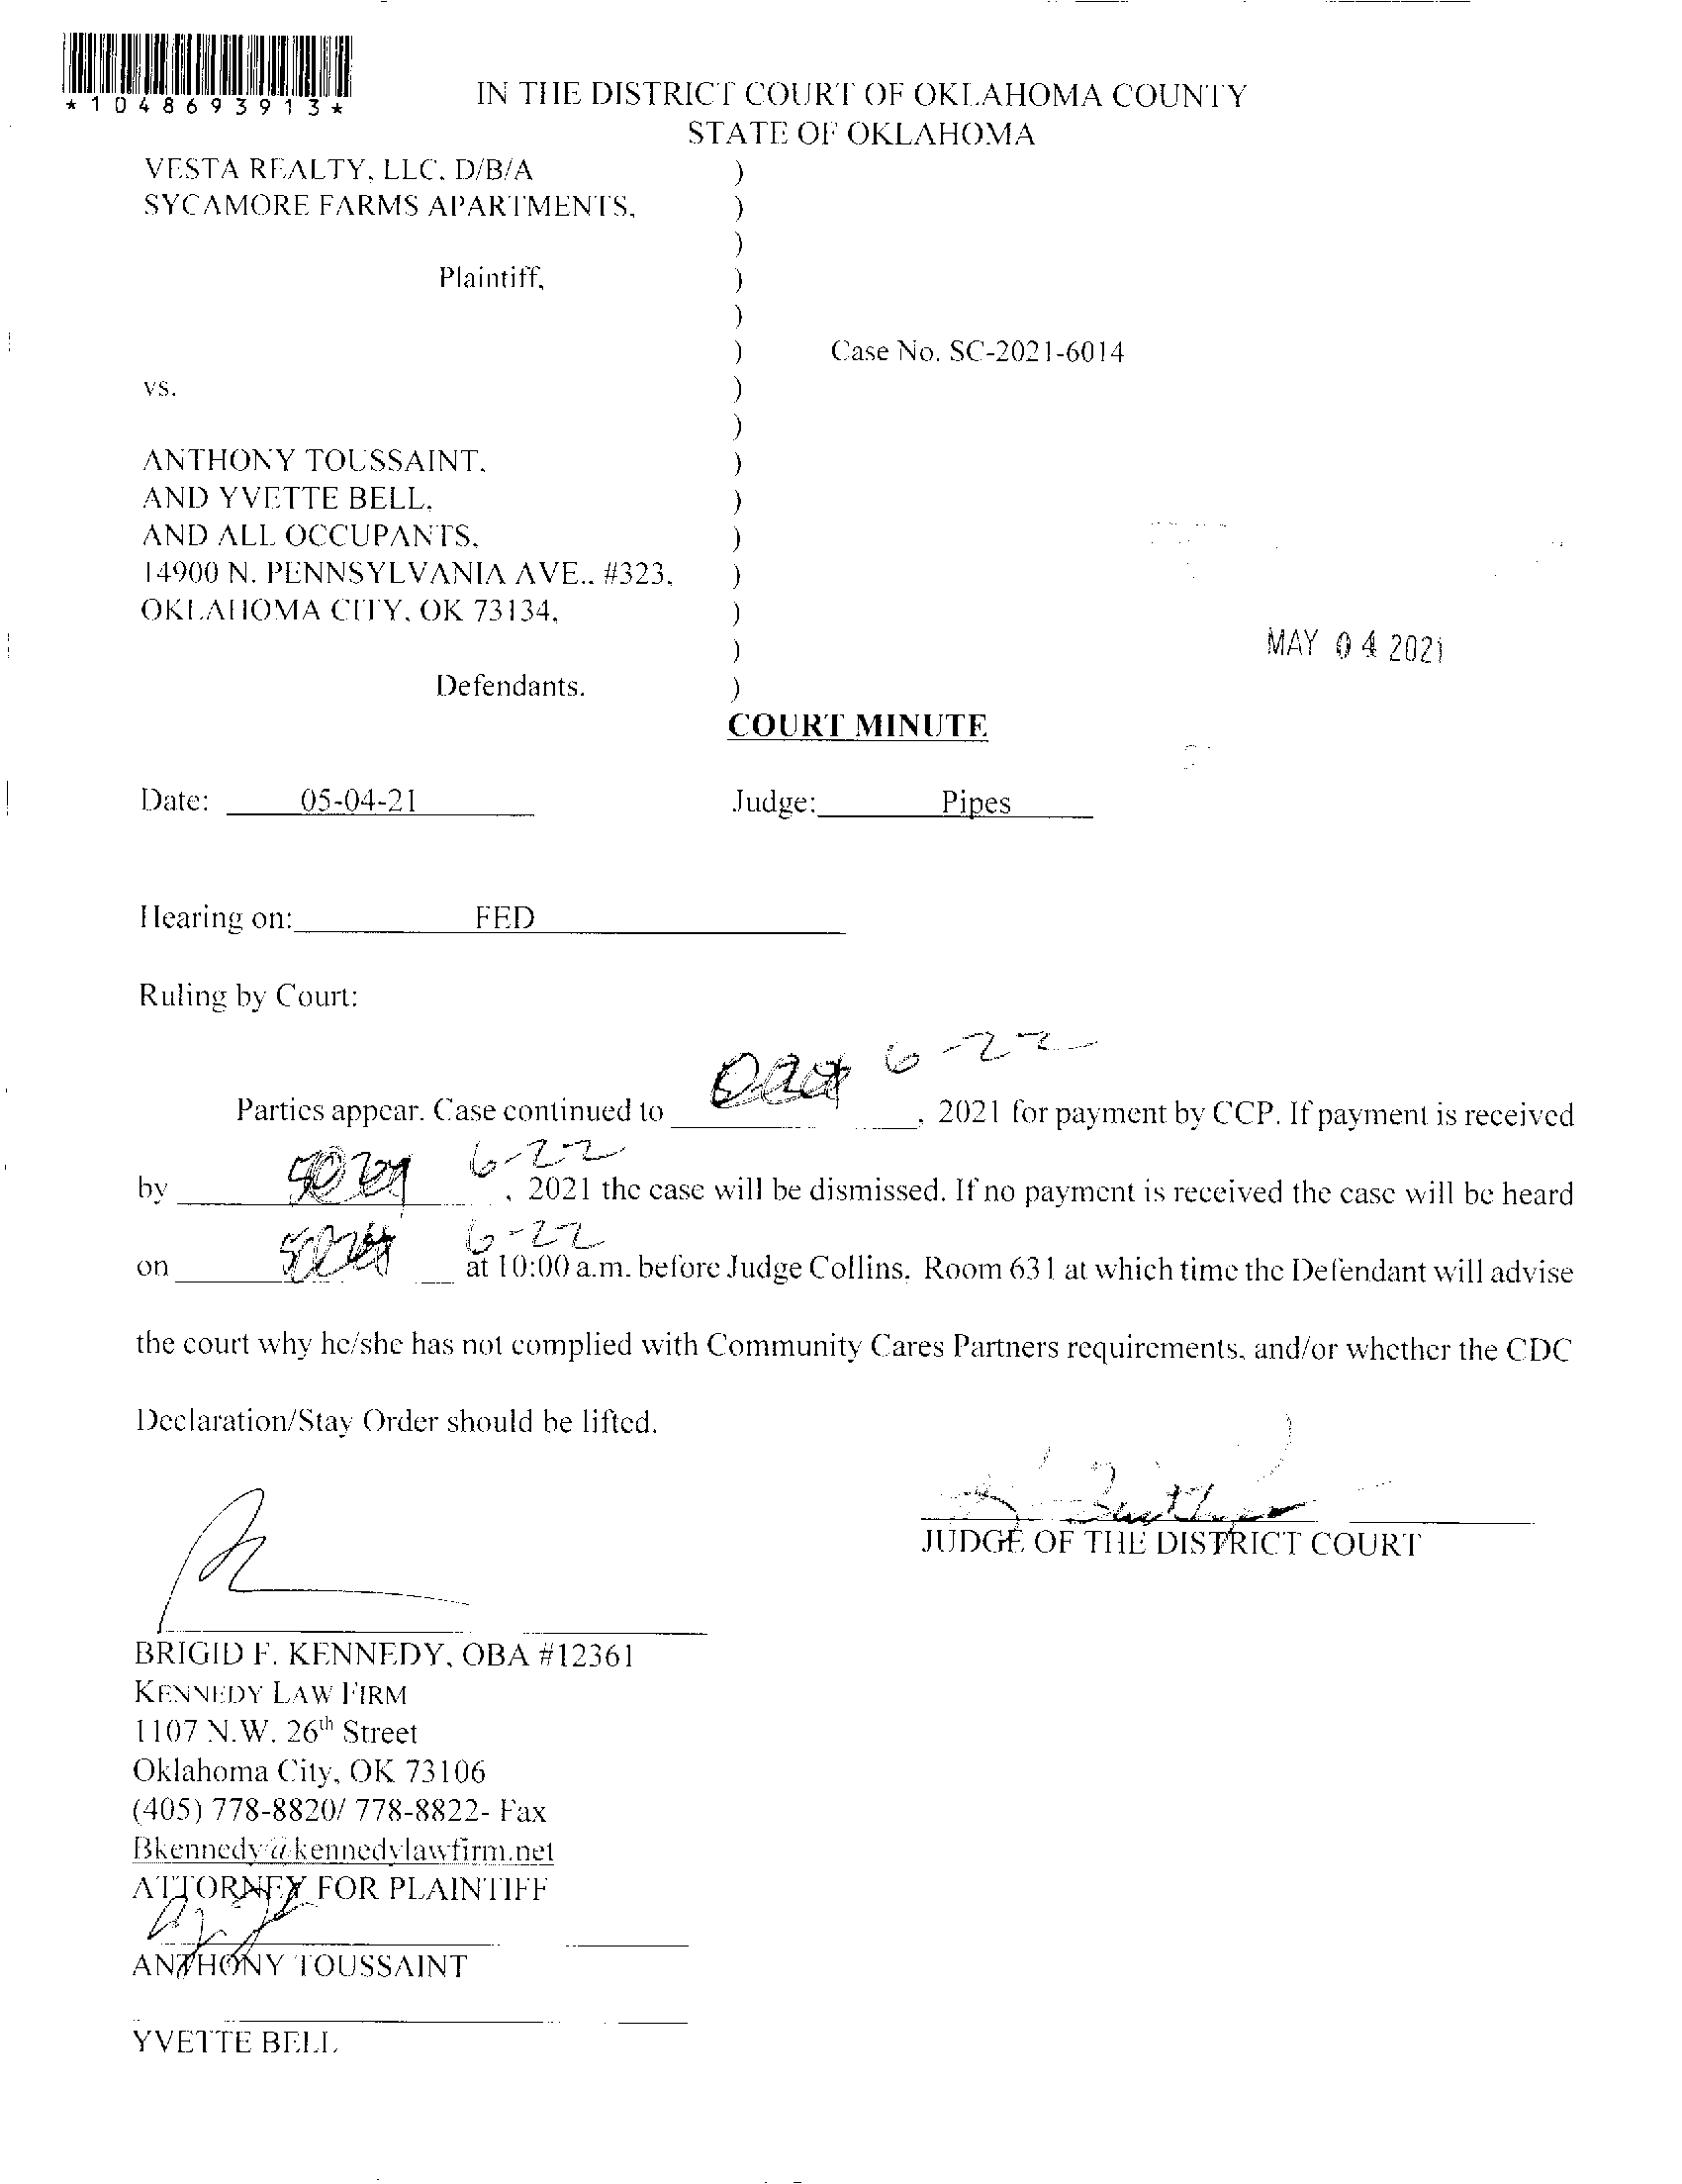 *1048693913*
IN THE DISTRICT COURT OF OKLAHOMA COUNTY
STATE OF OKLAHOMA
VESTA REALTY, LLC. D/B/A )
SYCAMORE FARMS APARTMENTS, )
)
Plaintiff, )
)
) Case No. SC-2021-6014
vs. )
)
ANTHONY TOUSSAINT, )
AND YVETTE BELL, )
AND ALL OCCUPANTS, )
14900 N. PENNSYLVANIA AVE., #323, )
OKLAHOMA CITY, OK 73134, )
)
MAY 04 2021
Defendants. )
COURT MINUTE
Date: 05-04-21 Judge: Pipes
Hearing on: FED
Ruling by Court:
6-22
Parties appear. Case continued to , 2021 for payment by CCP. If payment is received
6-22
by , 2021 the case will be dismissed. If no payment is received the case will be heard
6-22
on at 10:00 a.m. before Judge Collins, Room 631 at which time the Defendant will advise
the court why he/she has not complied with Community Cares Partners requirements, and/or whether the CDC
Declaration/Stay Order should be lifted.
JUDGE OF THE DISTRICT COURT
BRIGID F. KENNEDY, OBA #12361
KENNEDY LAW FIRM
1107 N.W. 26th Street
Oklahoma City, OK 73106
(405) 778-8820/ 778-8822- Fax
Bkennedy@kennedylawfirm.net
ATTORNEY FOR PLAINTIFF
ANTHONY TOUSSAINT
YVETTE BELL